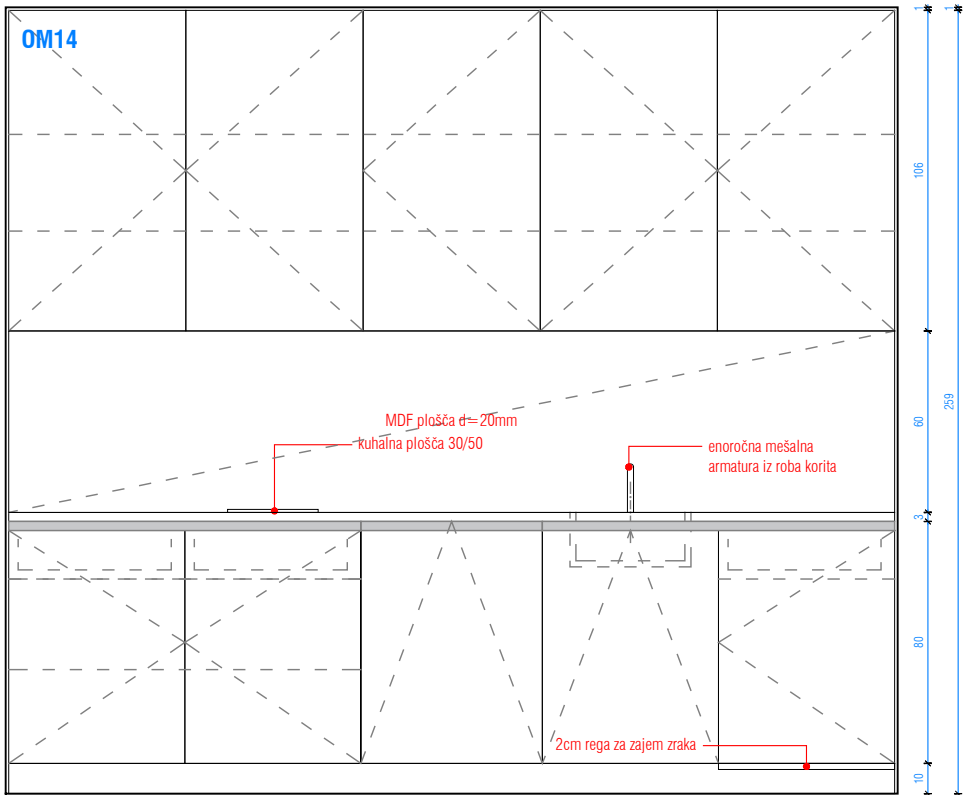 OM14
1
1
106
259
60
MDF plošča d=20mm
kuhalna plošča 30/50
enoročna mešalna
armatura iz roba korita
3
80
2cm rega za zajem zraka
10